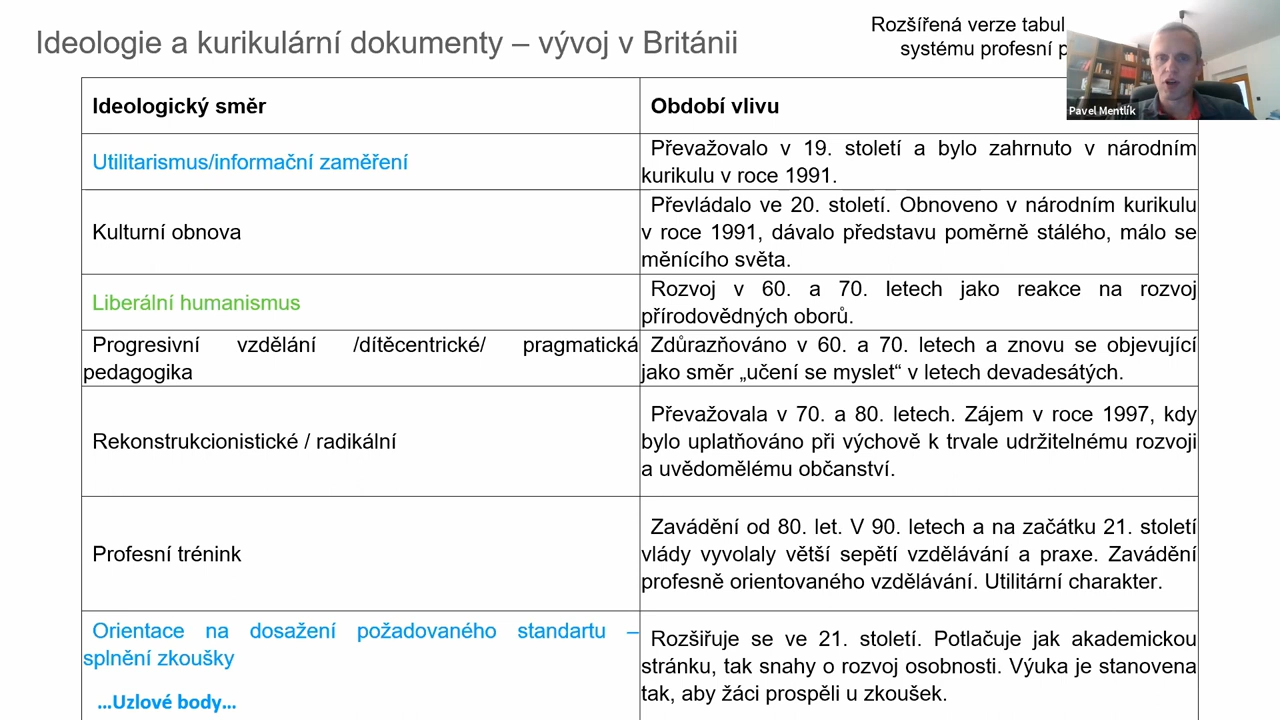 Ideologie a kurikulární dokumenty – vývoj v Británii
Rozšířená verze
systému profesní
Pavel Mentlík
Ideologický směr
Období vlivu
Utilitarismus/informační zaměření
Převažovalo v 19. století a bylo zahrnuto v národním
kurikulu v roce 1991.
Kulturní obnova
Převládalo ve 20. století. Obnoveno v národním kurikulu
v roce 1991, dávalo představu poměrně stálého, málo se
měnícího světa.
Liberální humanismus
Rozvoj v 60. a 70. letech jako reakce na rozvoj
přírodovědných oborů.
Progresivní vzdělání /dítěcentrické/ pragmatická
pedagogika
Zdůrazňováno v 60. a 70. letech a znovu se objevující
jako směr „učení se myslet“ v letech devadesátých.
Rekonstrukcionistické / radikální
Převažovala v 70. a 80. letech. Zájem v roce 1997, kdy
bylo uplatňováno při výchově k trvale udržitelnému rozvoji
a uvědomělému občanství.
Profesní trénink
Zavádění od 80. let. V 90. letech a na začátku 21. století
vlády vyvolaly větší sepětí vzdělávání a praxe. Zavádění
profesně orientovaného vzdělávání. Utilitární charakter.
Orientace na dosažení požadovaného standartu –
splnění zkoušky
...Uzlové body...
Rozšiřuje se ve 21. století. Potlačuje jak akademickou
stránku, tak snahy o rozvoj osobnosti. Výuka je stanovena
tak, aby žáci prospěli u zkoušek.